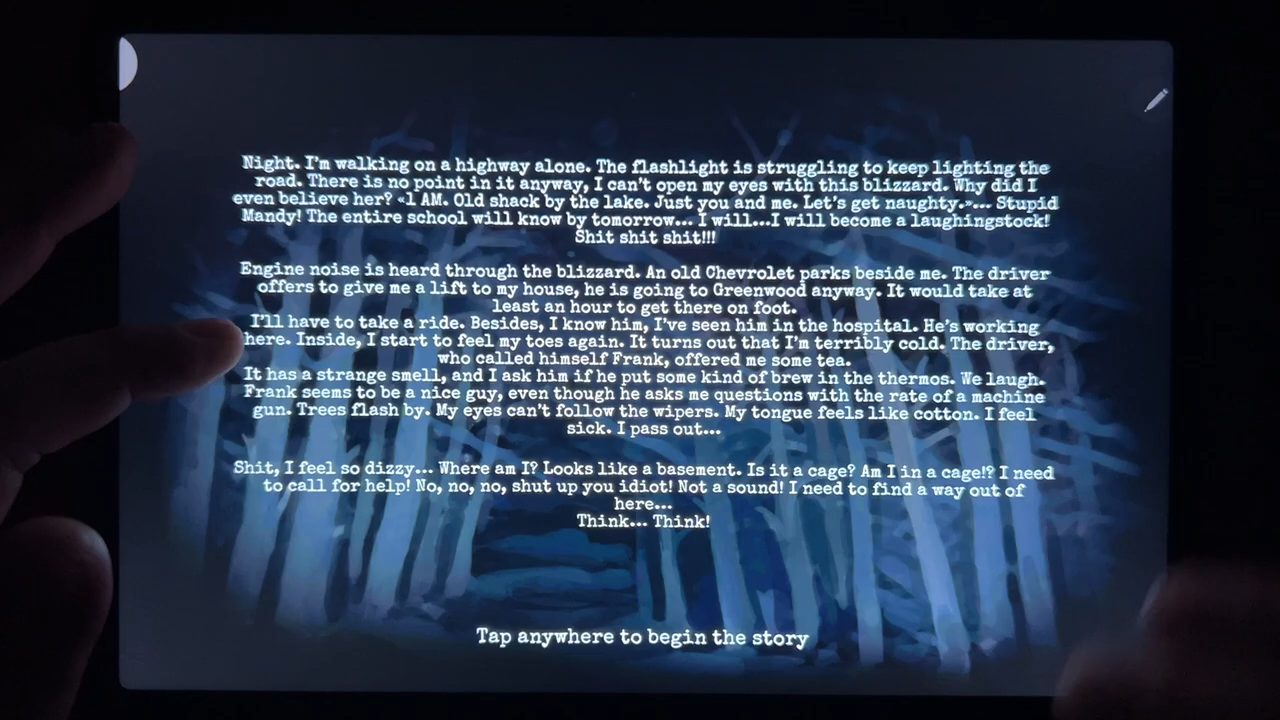 Night. I'm walking on a highway alone. The flashlight is struggling to keep lighting the
road. There is no point in it anyway, I can't open my eyes with this blizzard. Why did I
even believe her? «1 AM. Old shack by the lake. Just you and me. Let's get naughty.»... Stupid
Mandy! The entire school will know by tomorrow... I will...I will become a laughingstock!
Shit shit shit!!!
Engine noise is heard through the blizzard. An old Chevrolet parks beside me. The driver
offers to give me a lift to my house, he is going to Greenwood anyway. It would take at
least an hour to get there on foot.
I'll have to take a ride. Besides, I know him, I've seen him in the hospital. He's working
here. Inside, I start to feel my toes again. It turns out that I'm terribly cold. The driver,
who called himself Frank, offered me some tea.
It has a strange smell, and I ask him if he put some kind of brew in the thermos. We laugh.
Frank seems to be a nice guy, even though he asks me questions with the rate of a machine
gun. Trees flash by. My eyes can't follow the wipers. My tongue feels like cotton. I feel
sick. I pass out...
Shit, I feel so dizzy... Where am I? Looks like a basement. Is it a cage? Am I in a cage!? I need
to call for help! No, no, no, shut up you idiot! Not a sound! I need to find a way out of
here...
Think... Think!
Tap anywhere to begin the story